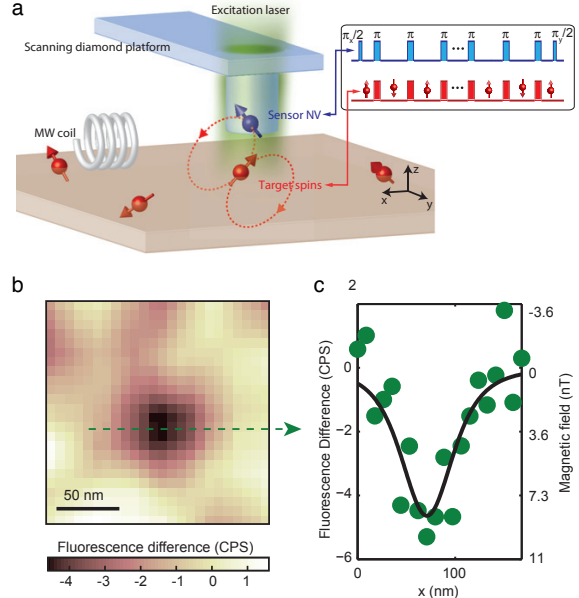 a
Excitation laser
Scanning diamond platform
πx/2 π π π π π π πy/2
...
Sensor NV
MW coil
...
Target spins
z
x
y
b
c
50 nm
Fluorescence difference (CPS)
-4 -3 -2 -1 0 1
2
0
−2
−4
−6
Fluorescence Difference (CPS)
-3.6
0
3.6
7.3
11
Magnetic field (nT)
0 100
x (nm)